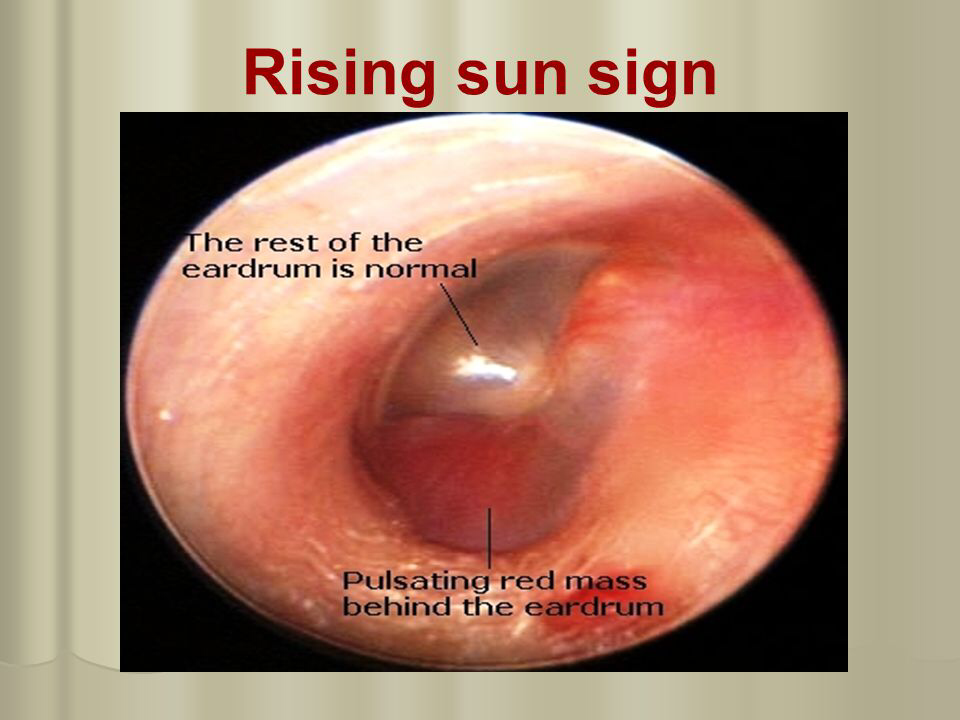 Rising sun sign
The rest of the
eardrum is normal
Pulsating red mass
behind the eardrum